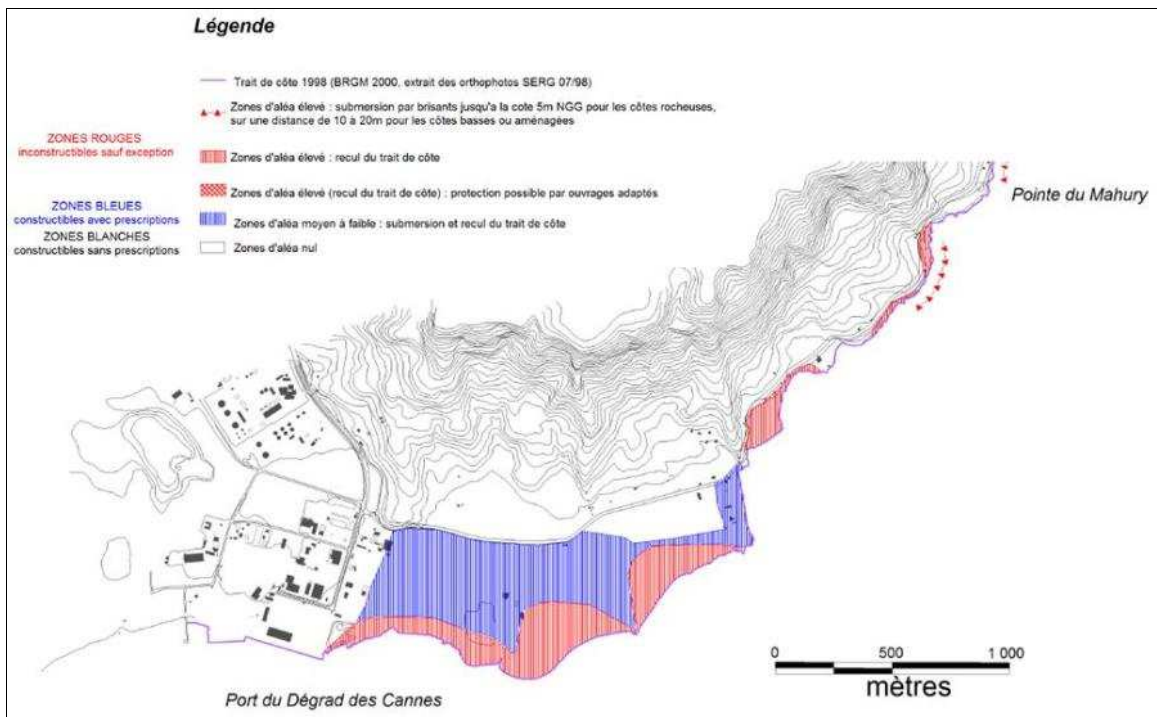 Légende
Trait de côte 1998 (BRGM 2000, extrait des orthophotos SERG 07/98)
Zones d'aléa élevé : submersion par brisants jusqu'a la cote 5m NGG pour les côtes rocheuses,
sur une distance de 10 à 20m pour les côtes basses ou aménagées
ZONES ROUGES
inconstructibles sauf exception
Zones d'aléa élevé : recul du trait de côte
Zones d'aléa élevé (recul du trait de côte) : protection possible par ouvrages adaptés
ZONES BLEUES
constructibles avec prescriptions
Zones d'aléa moyen à faible : submersion et recul du trait de côte
ZONES BLANCHES
constructibles sans prescriptions
Zones d'aléa nul
Pointe du Mahury
Port du Dégrad des Cannes
0 500 1 000
mètres